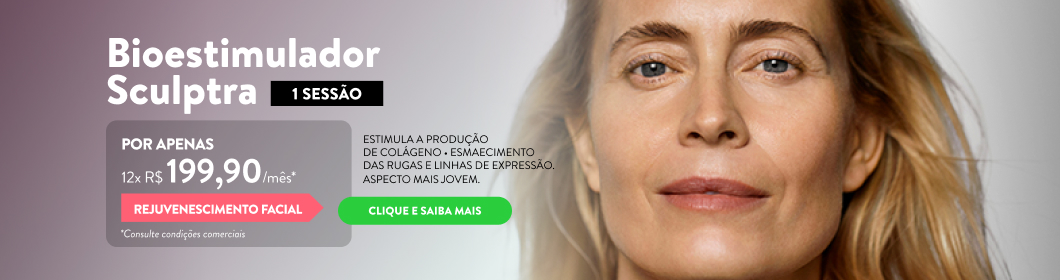 Bioestimulador
Sculptra
1 SESSÃO
POR APENAS
12x R$ 199,90/mês*
REJUVENESCIMENTO FACIAL
*Consulte condições comerciais
ESTIMULA A PRODUÇÃO
DE COLÁGENO • ESMAECIMENTO
DAS RUGAS E LINHAS DE EXPRESSÃO.
ASPECTO MAIS JOVEM.
CLIQUE E SAIBA MAIS